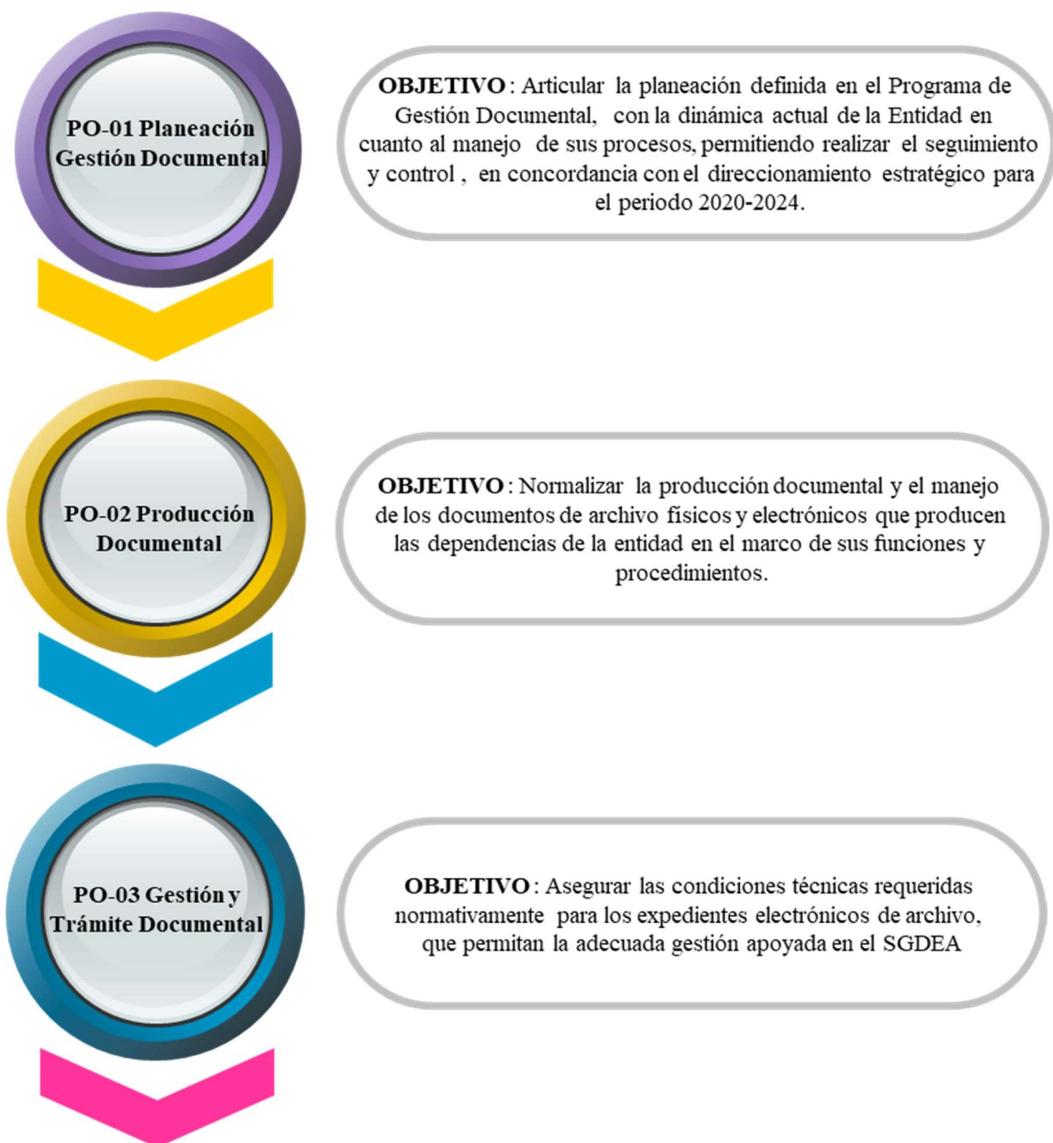 PO-01 Planeación
Gestión Documental
OBJETIVO: Articular la planeación definida en el Programa de
Gestión Documental, con la dinámica actual de la Entidad en
cuanto al manejo de sus procesos, permitiendo realizar el seguimiento
y control , en concordancia con el direccionamiento estratégico para
el periodo 2020-2024.
PO-02 Producción
Documental
OBJETIVO: Normalizar la producción documental y el manejo
de los documentos de archivo físicos y electrónicos que producen
las dependencias de la entidad en el marco de sus funciones y
procedimientos.
PO-03 Gestión y
Trámite Documental
OBJETIVO: Asegurar las condiciones técnicas requeridas
normativamente para los expedientes electrónicos de archivo,
que permitan la adecuada gestión apoyada en el SGDEA